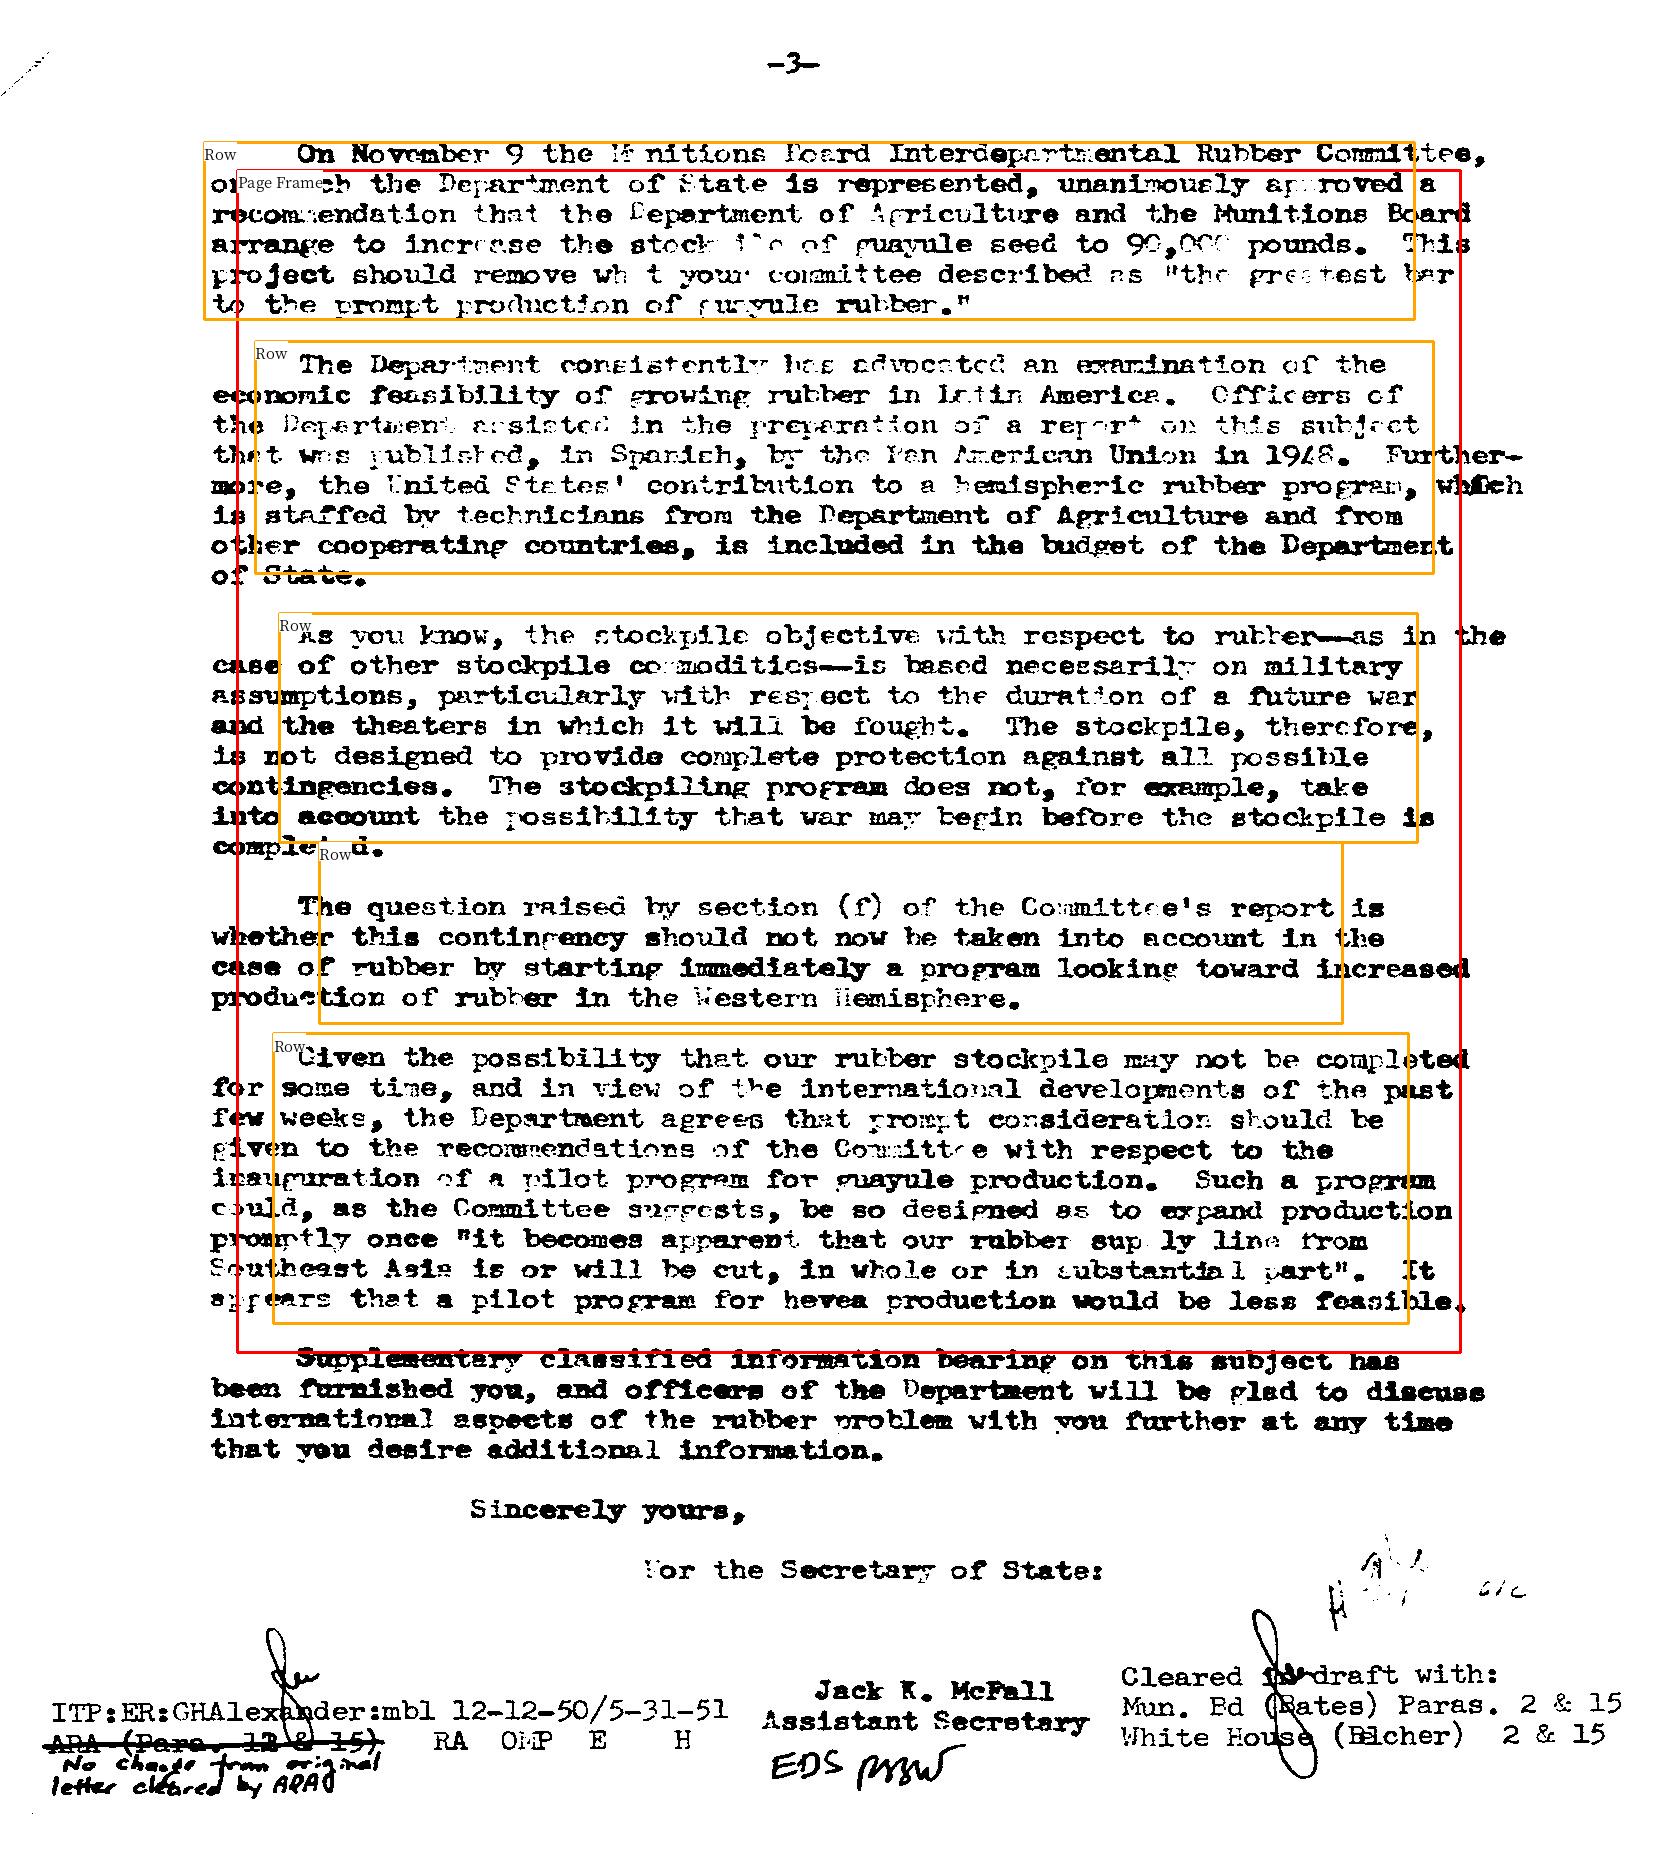 -3-
On November 9 the Munitions Board Interdepartmental Rubber Committee,
Row
on which the Department of State is represented, unanimously approved a
Page Frame
recommendation that the Department of Agriculture and the Munitions Board
arrange to increase the stockpile of guayule seed to 90,000 pounds. This
project should remove what your committee described as "the greatest bar
to the prompt production of guayule rubber."
Row
The Department consistently has advocated an examination of the
economic feasibility of growing rubber in Latin America. Officers of
the Department assisted in the preparation of a report on this subject
that was published, in Spanish, by the Pan American Union in 1948. Further-
more, the United States' contribution to a hemispheric rubber program, which
is staffed by technicians from the Department of Agriculture and from
other cooperating countries, is included in the budget of the Department
of State.
Row
As you know, the stockpile objective with respect to rubber—as in the
case of other stockpile commodities—is based necessarily on military
assumptions, particularly with respect to the duration of a future war
and the theaters in which it will be fought. The stockpile, therefore,
is not designed to provide complete protection against all possible
contingencies. The stockpiling program does not, for example, take
into account the possibility that war may begin before the stockpile is
completed.
Row
The question raised by section (f) of the Committee's report is
whether this contingency should not now be taken into account in the
case of rubber by starting immediately a program looking toward increased
production of rubber in the Western Hemisphere.
Row
Given the possibility that our rubber stockpile may not be completed
for some time, and in view of the international developments of the past
few weeks, the Department agrees that prompt consideration should be
given to the recommendations of the Committee with respect to the
inauguration of a pilot program for guayule production. Such a program
could, as the Committee suggests, be so designed as to expand production
promptly once "it becomes apparent that our rubber supply line from
Southeast Asia is or will be cut, in whole or in substantial part". It
appears that a pilot program for hevea production would be less feasible.
Supplementary classified information bearing on this subject has
been furnished you, and officers of the Department will be glad to discuss
international aspects of the rubber problem with you further at any time
that you desire additional information.
Sincerely yours,
For the Secretary of State:
Jack K. McFall
Assistant Secretary
EDS
Cleared in draft with:
Mun. Bd (Bates) Paras. 2 & 15
White House (Belcher) 2 & 15
ITP:ER:GHAlexander:mbl 12-12-50/5-31-51
ARA (Para. 12 & 15) RA OMP E H
No change from original
letter cleared by ARA